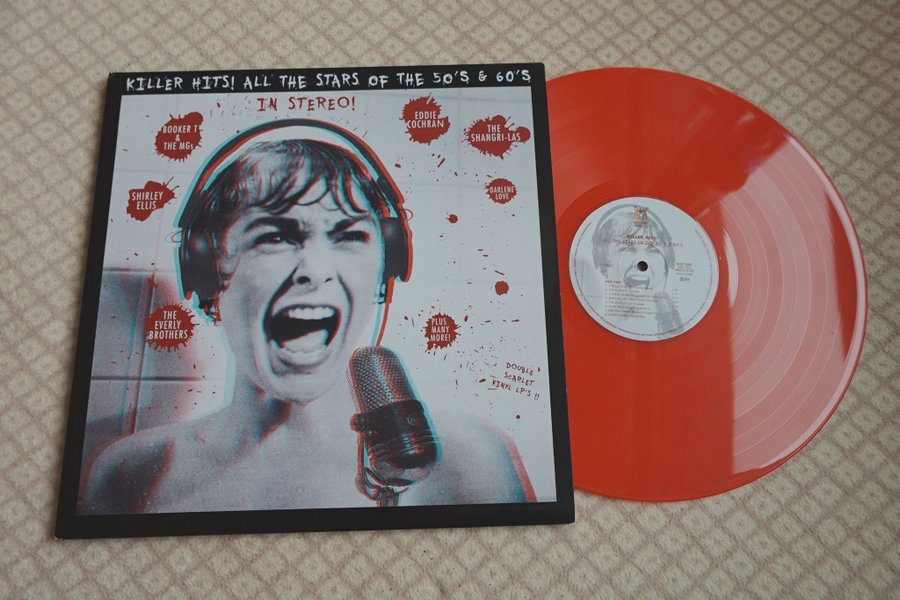 KILLER HITS! ALL THE STARS OF THE 50'S & 60'S
IN STEREO!
BOOKER T
&
THE MGs
EDDIE
COCHRAN
THE
SHANGRI-LAS
SHIRLEY
ELLIS
DARLENE
LOVE
THE
EVERLY
BROTHERS
PLUS
MANY
MORE!
DOUBLE
SCARLET
VINYL LP'S !!
KILLER HITS!
ALL THE STARS OF THE 50'S & 60'S